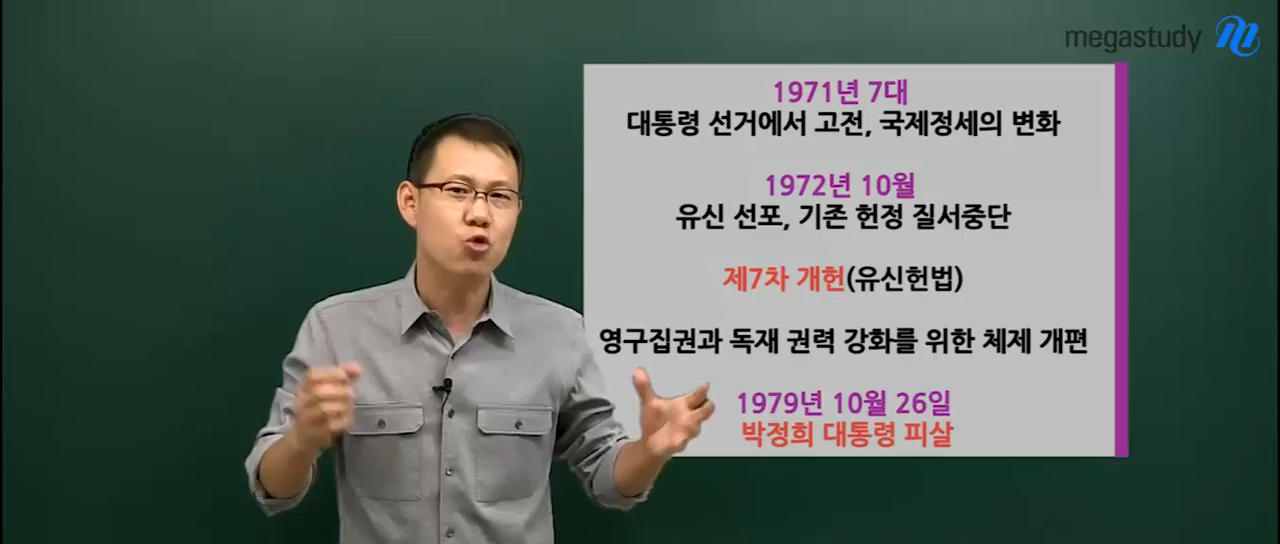 megastudy
1971년 7대
대통령 선거에서 고전, 국제정세의 변화
1972년 10월
유신 선포, 기존 헌정 질서중단
제7차 개헌(유신헌법)
영구집권과 독재 권력 강화를 위한 체제 개편
1979년 10월 26일
박정희 대통령 피살